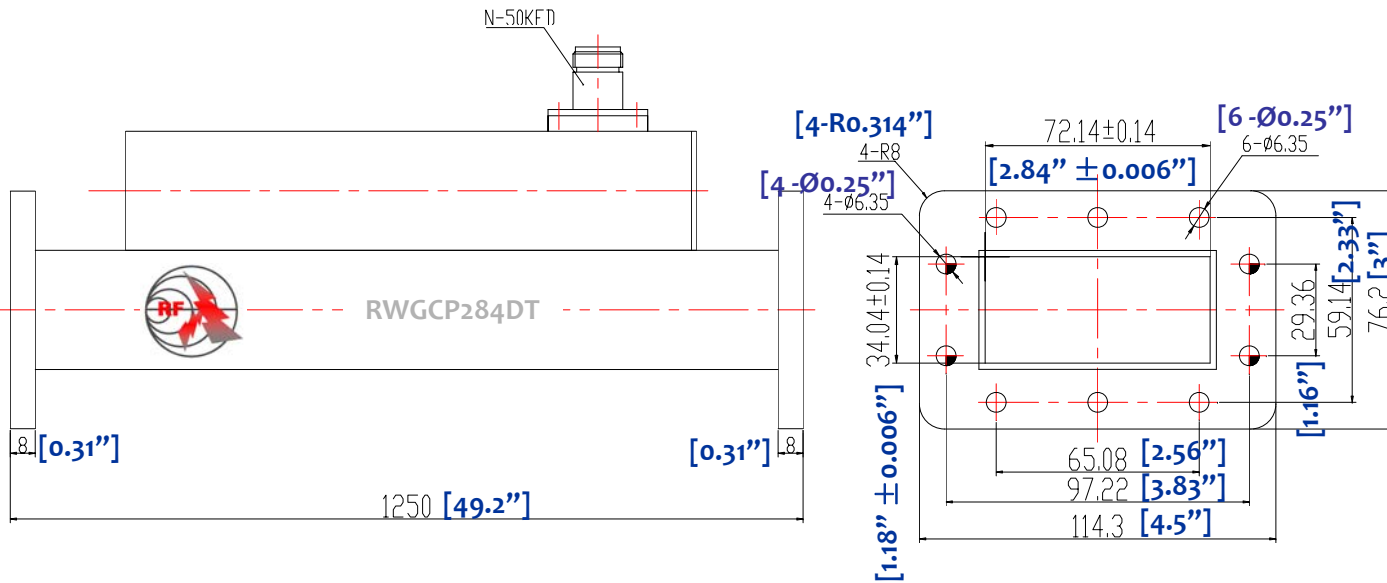 N-50KFD
RF
RWGCP284DT
8
[0.31”]
[0.31”]
8
1250 [49.2”]
[4-R0.314”]
4-R8
[4-Ø0.25”]
4-Ø6.35
72.14±0.14
[2.84” ±0.006”]
[6-Ø0.25”]
6-Ø6.35
34.04±0.14
[1.18” ±0.006”]
29.36
[1.16”]
59.14
[2.33”]
76.2 [3”]
65.08 [2.56”]
97.22 [3.83”]
114.3 [4.5”]